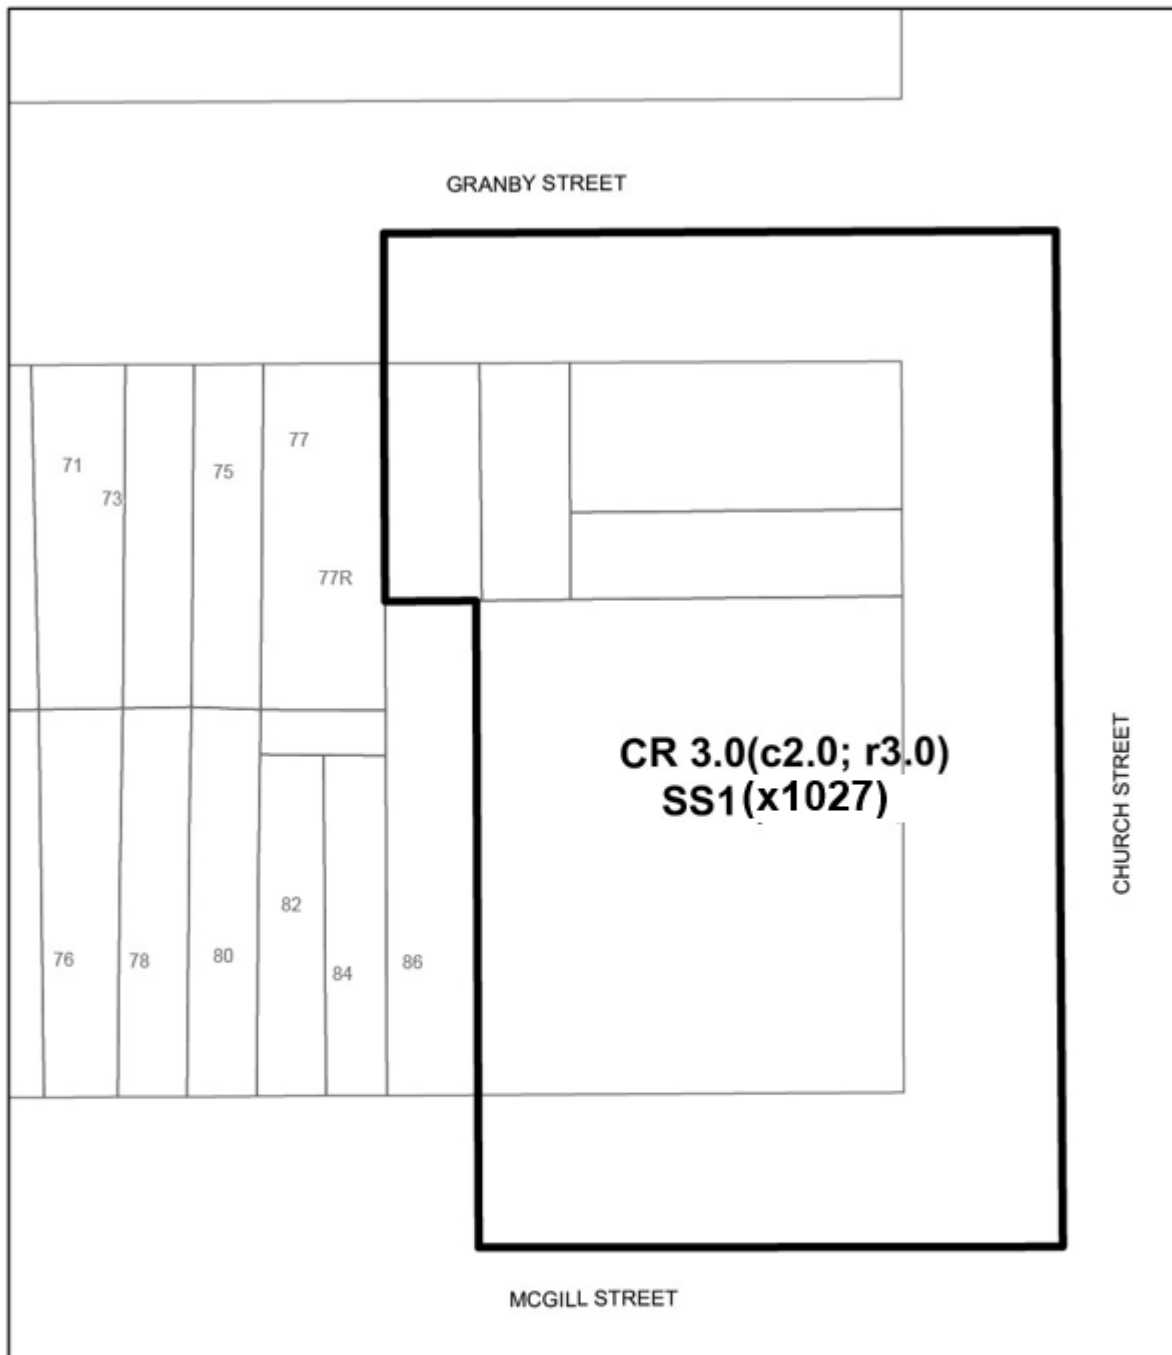 GRANBY STREET
77
71
75
73
77R
CR 3.0(c2.0; r3.0)
SS1(x1027)
CHURCH STREET
82
80
76
78
86
84
MCGILL STREET